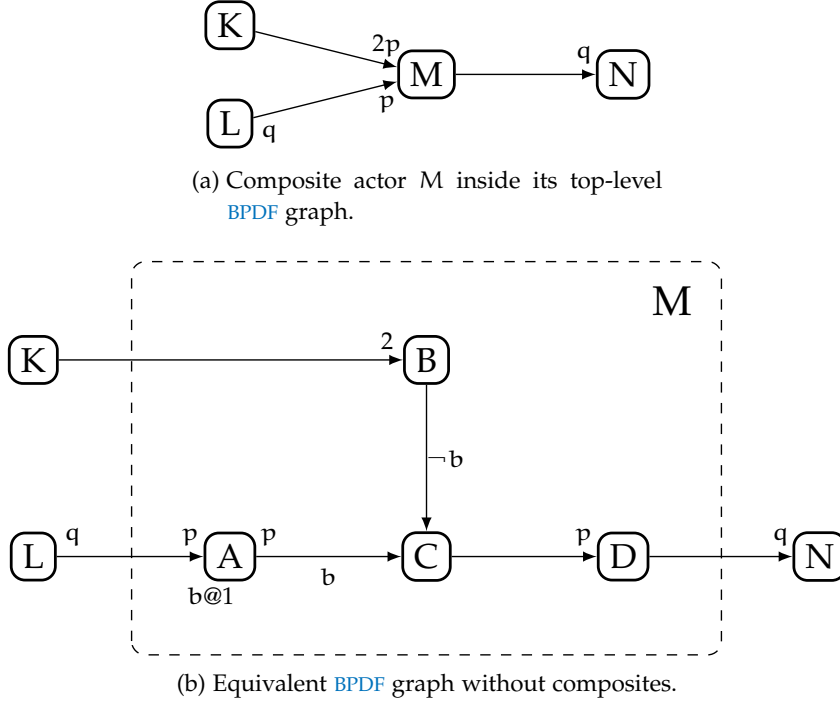 K
2p
M
q
N
p
L
q
(a) Composite actor M inside its top-level
BPDF graph.
M
K
2
B
¬ b
L
q
p
A
p
b
b@1
C
p
D
q
N
(b) Equivalent BPDF graph without composites.